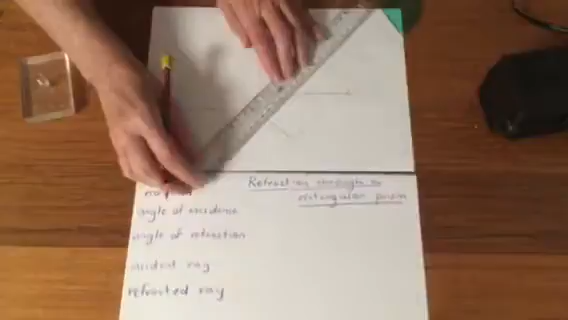 Refraction through a
rectangular prism
angle of incidence
angle of refraction
incident ray
refracted ray